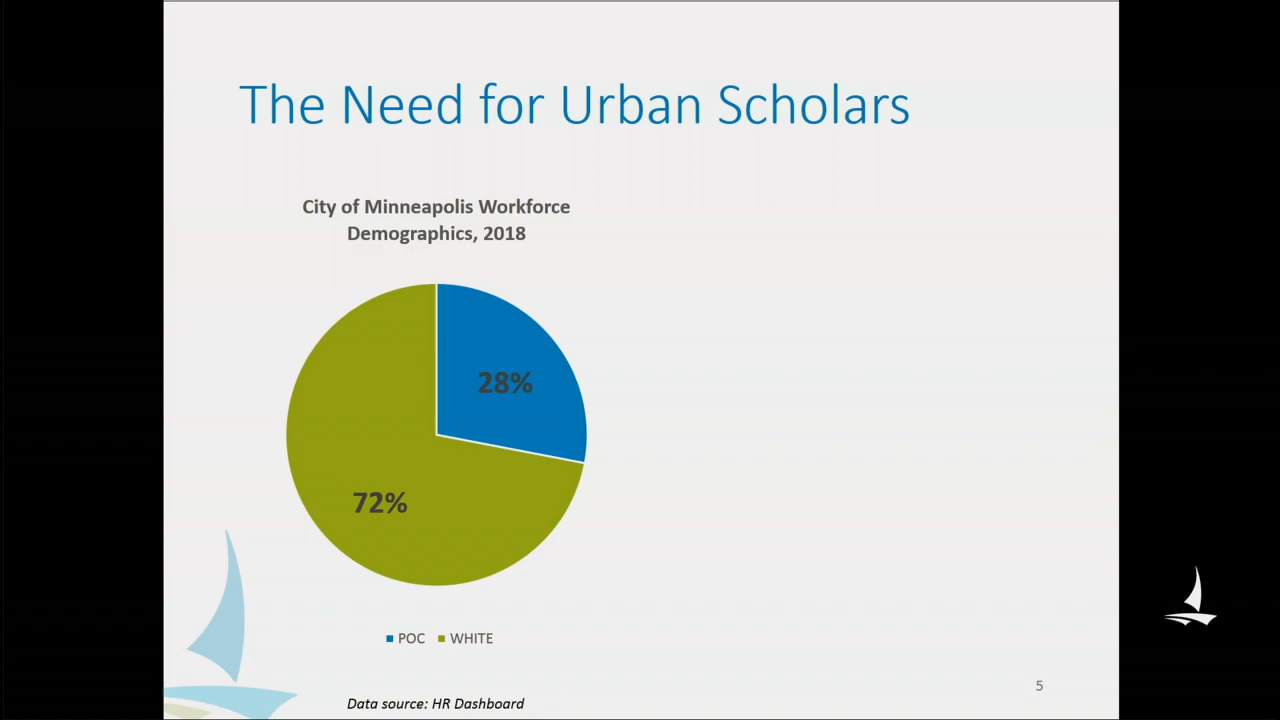 The Need for Urban Scholars
City of Minneapolis Workforce
Demographics, 2018
28%
72%
POC WHITE
Data source: HR Dashboard
5